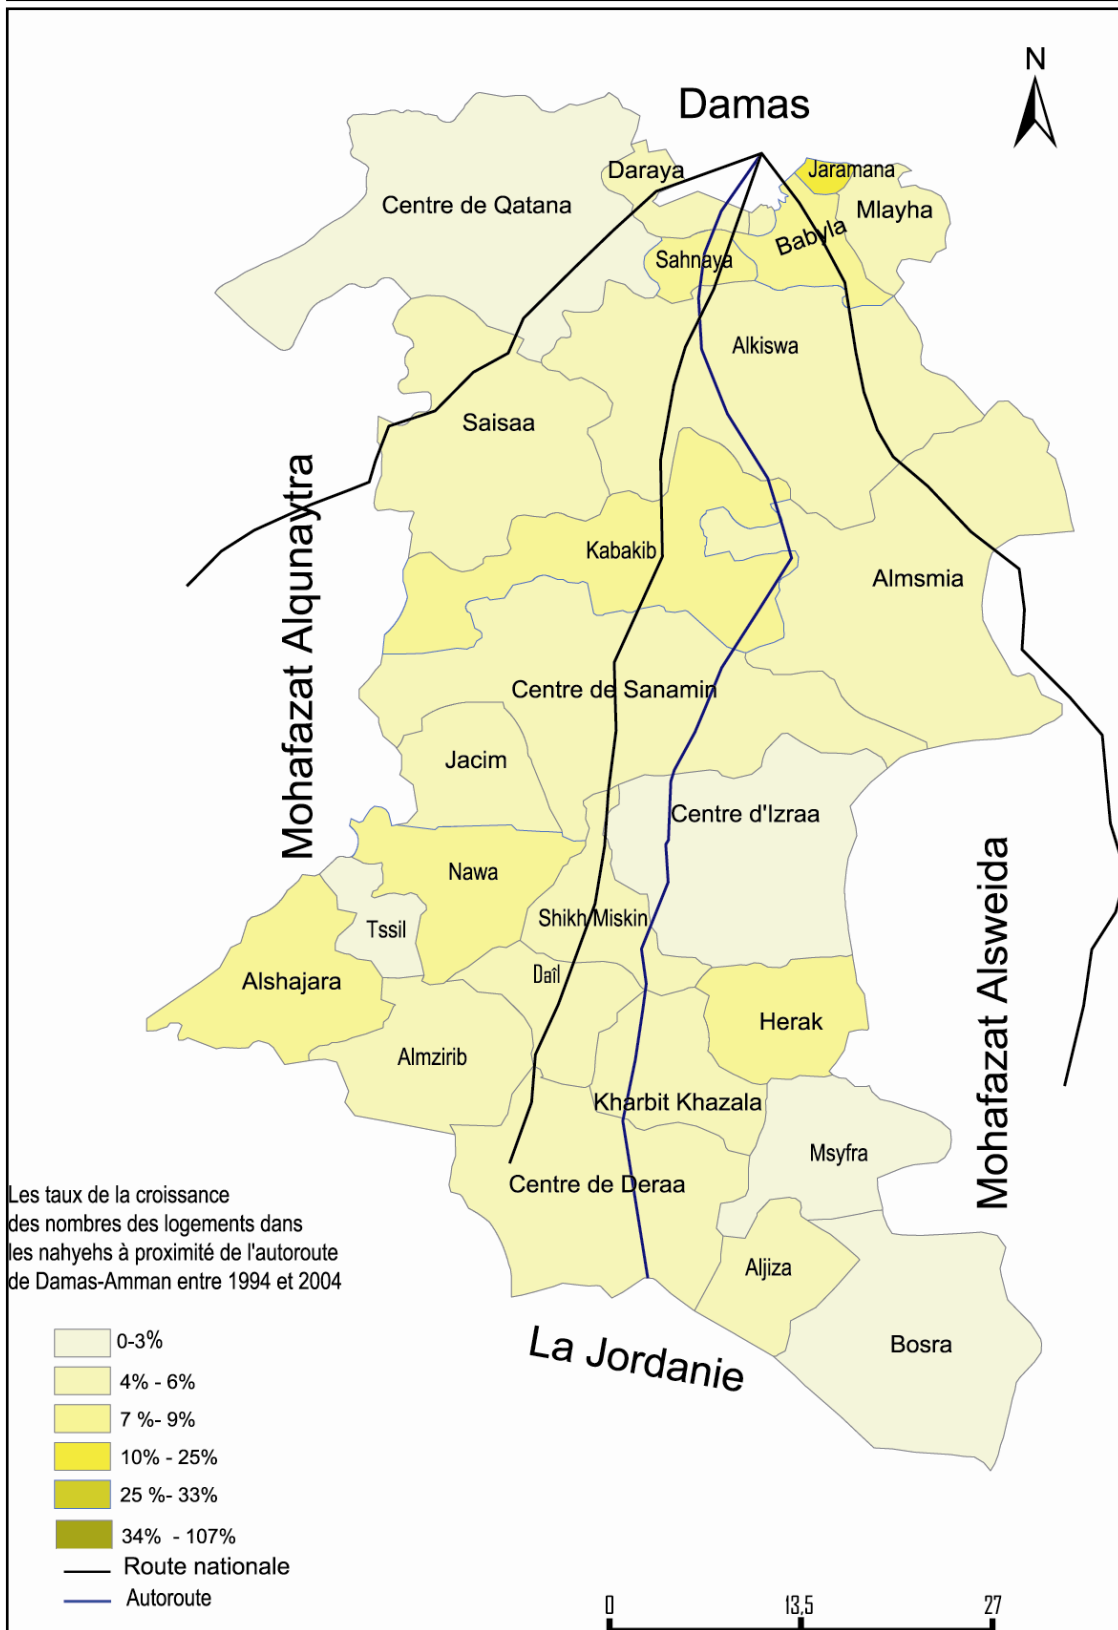 N
Damas
Daraya
Jaramana
Centre de Qatana
Mlayha
Babyla
Sahnaya
Alkiswa
Saisaa
Mohafazat Alqunaytra
Kabakib
Almsmia
Centre de Sanamin
Jacim
Centre d'Izraa
Nawa
Shikh Miskin
Tssil
Mohafazat Alsweida
Daîl
Alshajara
Herak
Almzirib
Kharbit Khazala
Msyfra
Centre de Deraa
Aljiza
Bosra
La Jordanie
Les taux de la croissance
des nombres des logements dans
les nahyehs à proximité de l'autoroute
de Damas-Amman entre 1994 et 2004
0-3%
4% - 6%
7 %- 9%
10% - 25%
25 %- 33%
34% - 107%
Route nationale
Autoroute
0 13,5 27